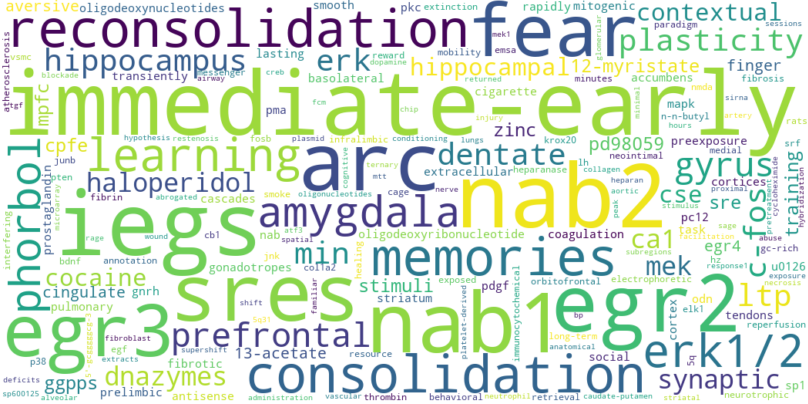 aversive oligodeoxynucleotides smooth pkc extinction rapidly mitogenic sessions
reconsolidation fear contextual
plasticity
atherosclerosis vsmc hippocampus erk mek1 emsa paradigm glomerular
lasting mobility reward dopamine
blockade transiently messenger creb basolateral hippocampal 12-myristate finger
airway cigarette returned accumbens fibrosis
tgf mpfc immediate-early minutes noda sirna
pma fcm chip minimal mapk n-n-butyl artery
hypothesis restenosis fosb plasmid infralimbic conditioning lungs injury hours rats
cpfe learning arc zinc pd98059 preexposure krox20 srf
junb cognitive ternary dentate neointimal medial
phorbol pten haloperidol extracellular heparanase lh gyrus cortices training
interfering prostaglandin smoke oligonucleotides mtt nerve collagen heparan proximal pretreatment cycloheximide hybridization
microarray fibrin abrogated cascades rage wound cage aortic cse sre stimulus
iegs amygdala nab2 c-fos
bdnf nab cb1 atf3 oligodeoxyribonucleotide coagulation ca1 pc12 facilitation
annotation gonadotropes spatial peak task sage abuse
cocaine jnk min memories subregions egr4 gc-rich
cingulate gnrh col1a2 healing stimuli exposed mek hz response1 u0126 exposure
pulmonary sres familiar striatum pdgf orbitofrontal electrophoretic necrosis
egr3 shift nab1 egr2 odn ltp
fibroblast 5q31 platelet-derived immunocytochemical bp elk1 cortex tendons
egf supershift prefrontal long-term reperfusion
p38 extracts 13-acetate resource anatomical social 5q erk1/2
ggpps fibrotic consolidation synaptic
deficits dnazymes sp1
sp600125 prelimbic antisense
alveolar administration vascular thrombin behavioral neutrophil retrieval caudate-putamen striatal neurotrophic